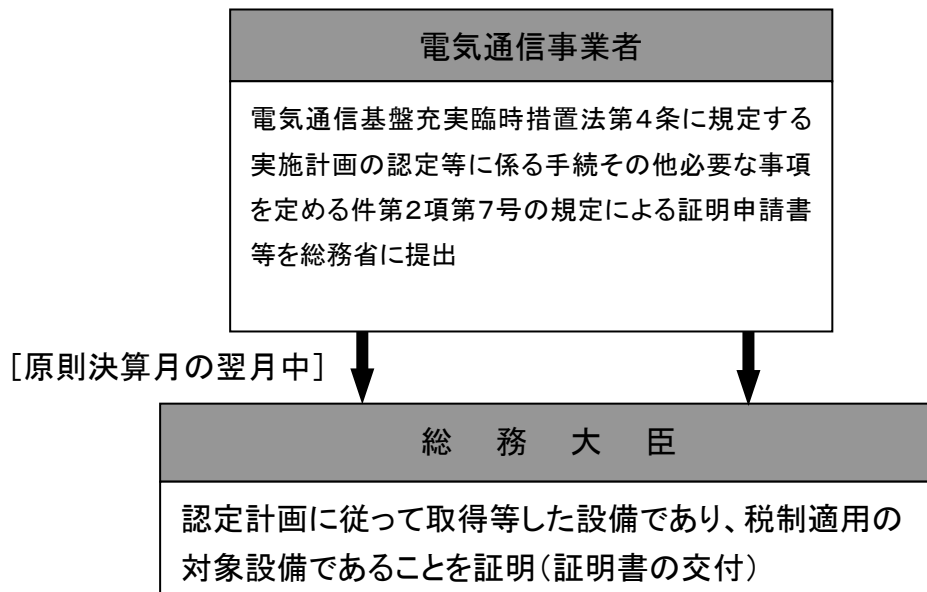 電気通信事業者
電気通信基盤充実臨時措置法第４条に規定する
実施計画の認定等に係る手続その他必要な事項
を定める件第２項第７号の規定による証明申請書
等を総務省に提出
［原則決算月の翌月中］
総　務　大　臣
認定計画に従って取得等した設備であり、税制適用の
対象設備であることを証明（証明書の交付）